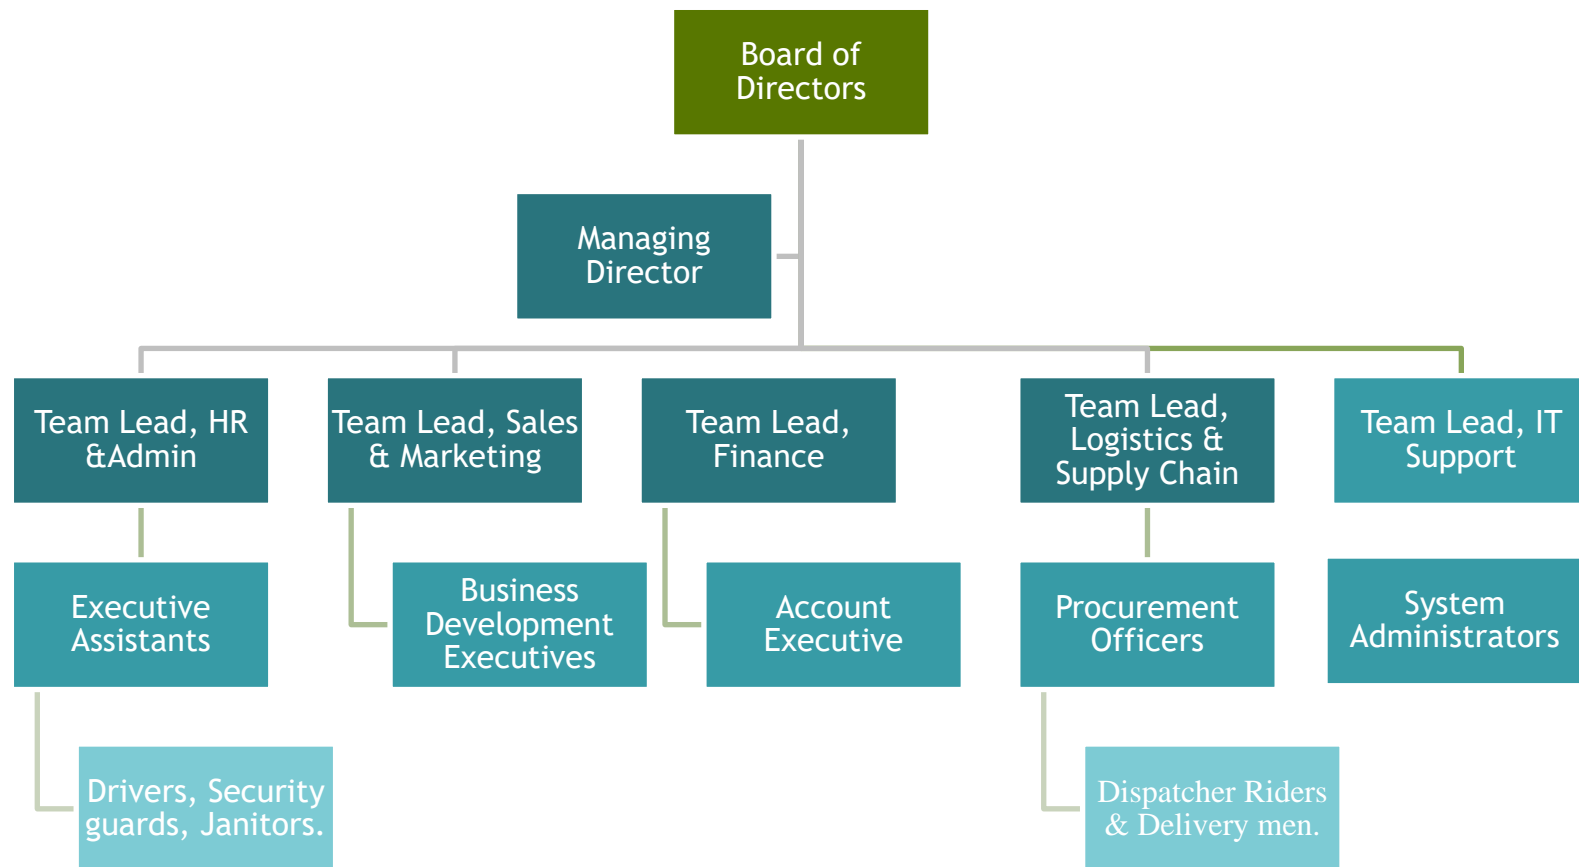 Board of
Directors
Managing
Director
Team Lead, HR
&Admin
Team Lead, Sales
& Marketing
Team Lead,
Finance
Team Lead,
Logistics &
Supply Chain
Team Lead, IT
Support
Executive
Assistants
Business
Development
Executives
Account
Executive
Procurement
Officers
System
Administrators
Drivers, Security
guards, Janitors.
Dispatcher Riders
& Delivery men.